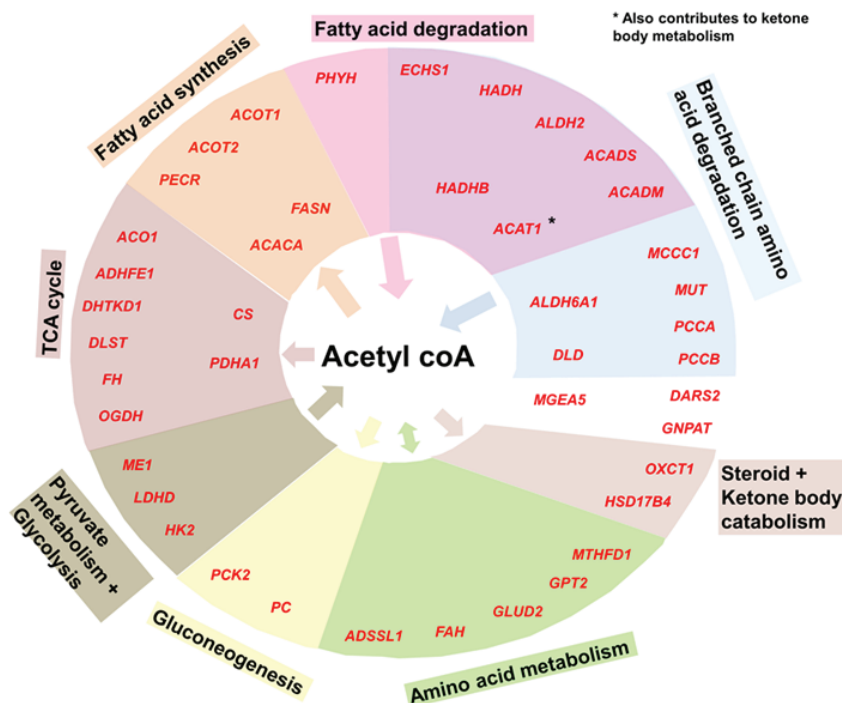 Fatty acid degradation
* Also contributes to ketone
body metabolism
Fatty acid synthesis
PHYH
ECHS1
HADH
ALDH2
ACADS
ACADM
HADHB
ACAT1 *
Branched chain amino
acid degradation
ACOT1
ACOT2
PECR
FASN
ACACA
MCCC1
MUT
ALDH6A1
PCCA
DLD
PCCB
TCA cycle
ACO1
ADHFE1
DHTKD1
CS
DLST
PDHA1
FH
OGDH
Acetyl coA
MGEA5
DARS2
GNPAT
OXCT1
HSD17B4
Steroid +
Ketone body
catabolism
ME1
LDHD
HK2
Pyruvate
metabolism +
Glycolysis
PCK2
PC
Gluconeogenesis
MTHFD1
GPT2
GLUD2
FAH
ADSSL1
Amino acid metabolism